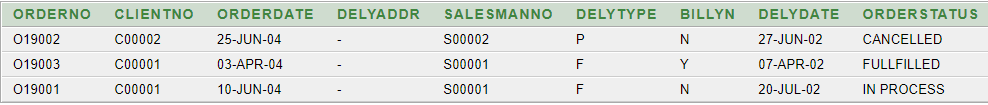 ORDERNO CLIENTNO ORDERDATE DELYADDR SALESMANNO DELYTYPE BILLYN DELYDATE ORDERSTATUS
O19002 C00002 25-JUN-04 - S00002 P N 27-JUN-02 CANCELLED
O19003 C00001 03-APR-04 - S00001 F Y 07-APR-02 FULLFILLED
O19001 C00001 10-JUN-04 - S00001 F N 20-JUL-02 IN PROCESS